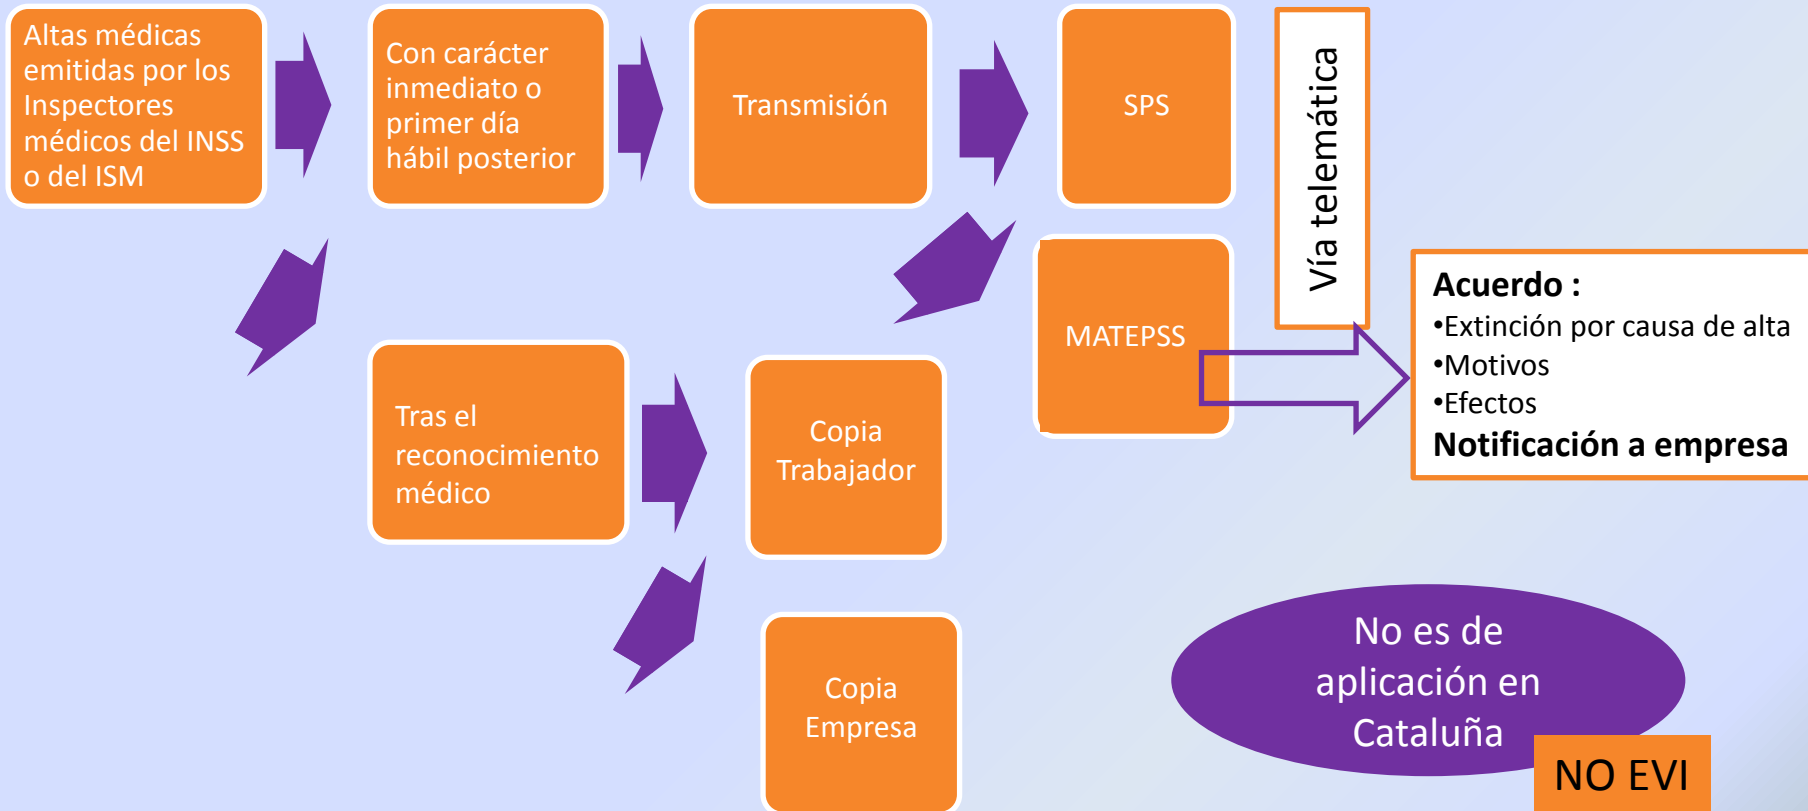 Altas médicas
emitidas por los
Inspectores
médicos del INSS
o del ISM
Con carácter
inmediato o
primer día
hábil posterior
Transmisión
SPS
Vía telemática
MATEPSS
Acuerdo :
•Extinción por causa de alta
•Motivos
•Efectos
Notificación a empresa
Tras el
reconocimiento
médico
Copia
Trabajador
Copia
Empresa
No es de
aplicación en
Cataluña
NO EVI